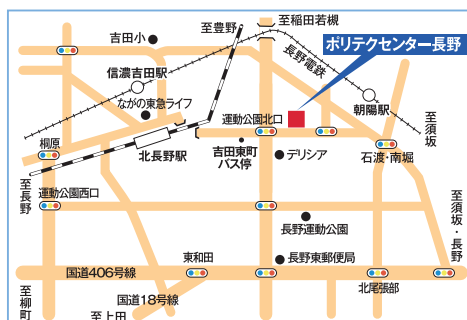 至稲田若槻
至豊野
吉田小
ポリテクセンター長野
長野電鉄
信濃吉田駅
ながの東急ライフ
朝陽駅
運動公園北口
至須坂
桐原
北長野駅
吉田東町
バス停
デリシア
石渡・南堀
至長野
運動公園西口
至須坂・長野
長野運動公園
東和田
長野東郵便局
国道406号線
北尾張部
至柳町
国道18号線
至上田